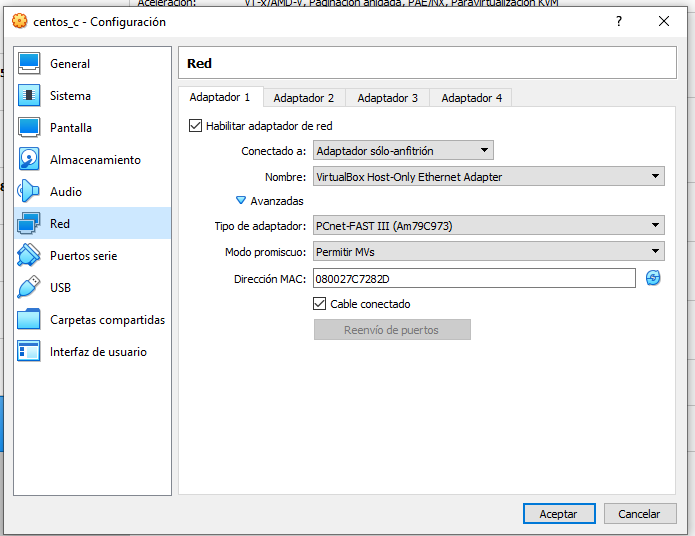 Aceleración: VT-x/AMD-V, Paginación anidada, PAE/NX, Paravirtualización KVM
centos_c - Configuración
?
General
Sistema
Pantalla
Almacenamiento
Audio
Red
Puertos serie
USB
Carpetas compartidas
Interfaz de usuario
Red
Adaptador 1 Adaptador 2 Adaptador 3 Adaptador 4
Habilitar adaptador de red
Conectado a: Adaptador sólo-anfitrión
Nombre: VirtualBox Host-Only Ethernet Adapter
Avanzadas
Tipo de adaptador: PCnet-FAST III (Am79C973)
Modo promiscuo: Permitir MVs
Dirección MAC: 080027C7282D
Cable conectado
Reenvío de puertos
Aceptar Cancelar